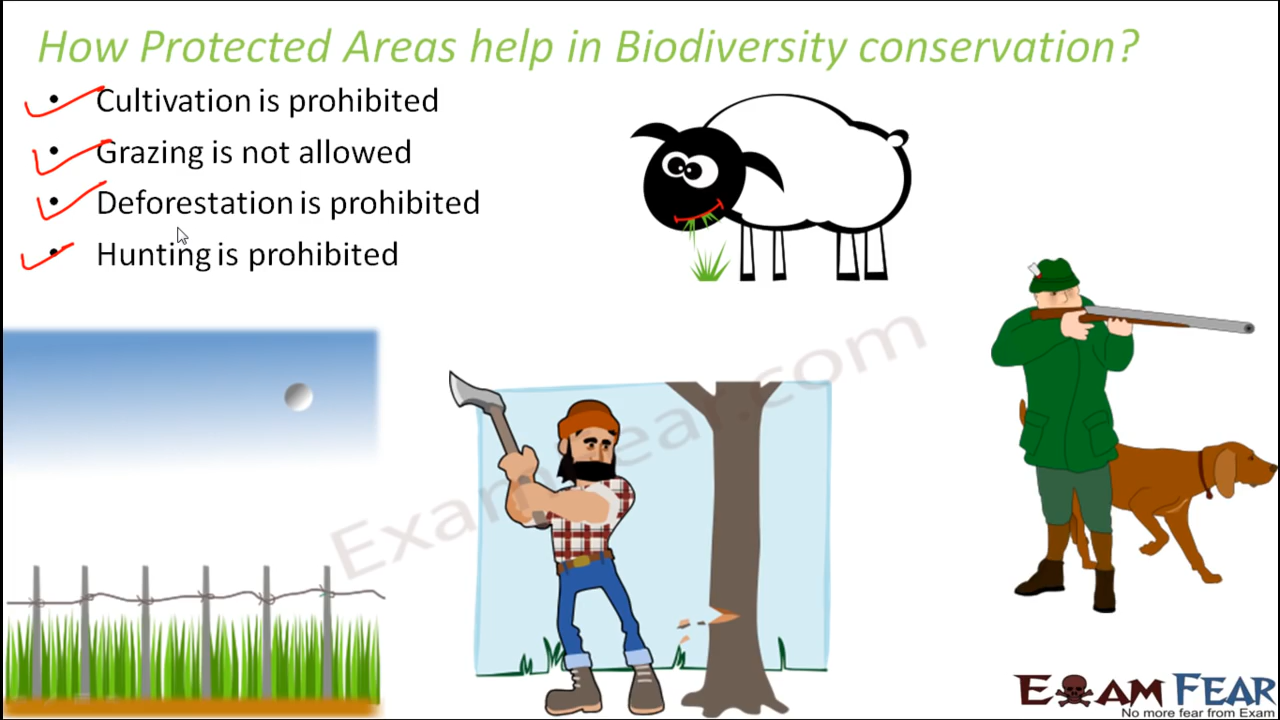 How Protected Areas help in Biodiversity conservation?
• Cultivation is prohibited
• Grazing is not allowed
• Deforestation is prohibited
• Hunting is prohibited
Examfear.com
EXAM FEAR
No more fear from Exam